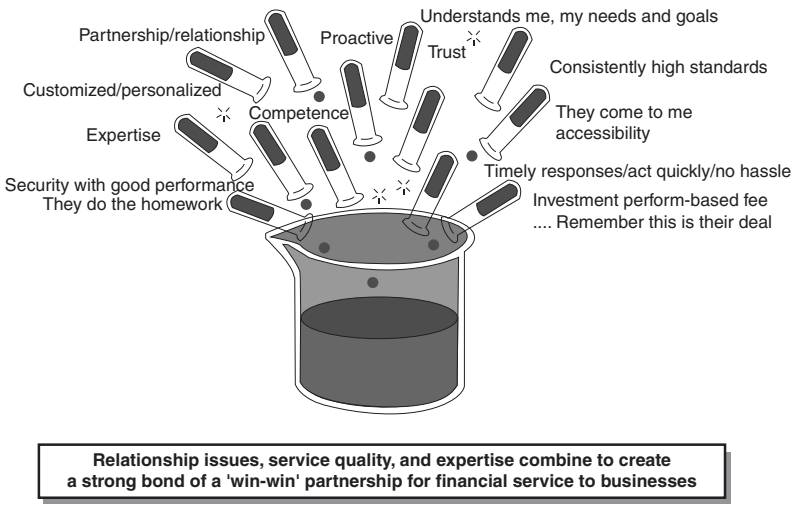 Understands me, my needs and goals
Partnership/relationship
Proactive
Trust
Consistently high standards
Customized/personalized
Competence
They come to me
accessibility
Expertise
Timely responses/act quickly/no hassle
Security with good performance
They do the homework
Investment perform-based fee
.... Remember this is their deal
Relationship issues, service quality, and expertise combine to create
a strong bond of a 'win-win' partnership for financial service to businesses